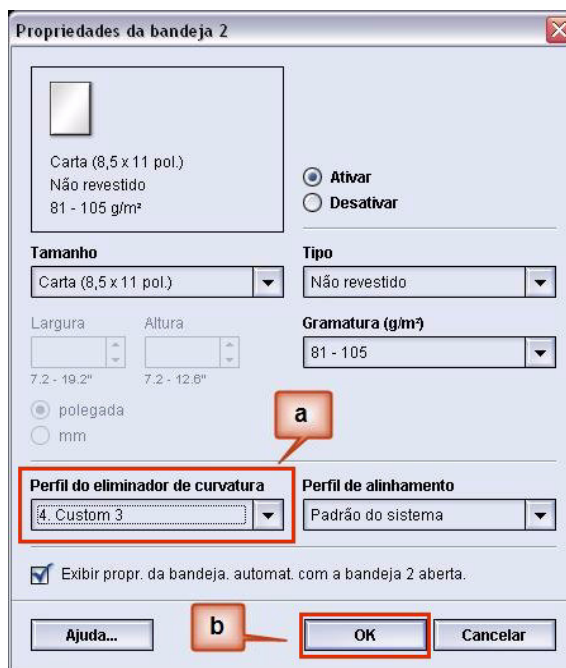 Propriedades da bandeja 2
Carta (8,5 x 11 pol.)
Não revestido
81 - 105 g/m²
Ativar
Desativar
Tamanho
Carta (8,5 x 11 pol.)
Tipo
Não revestido
Largura
Altura
7.2 - 19.2"
7.2 - 12.6"
Gramatura (g/m²)
81 - 105
polegada
mm
a
Perfil do eliminador de curvatura
4. Custom 3
Perfil de alinhamento
Padrão do sistema
Exibir propr. da bandeja. automat. com a bandeja 2 aberta.
Ajuda...
b
OK
Cancelar